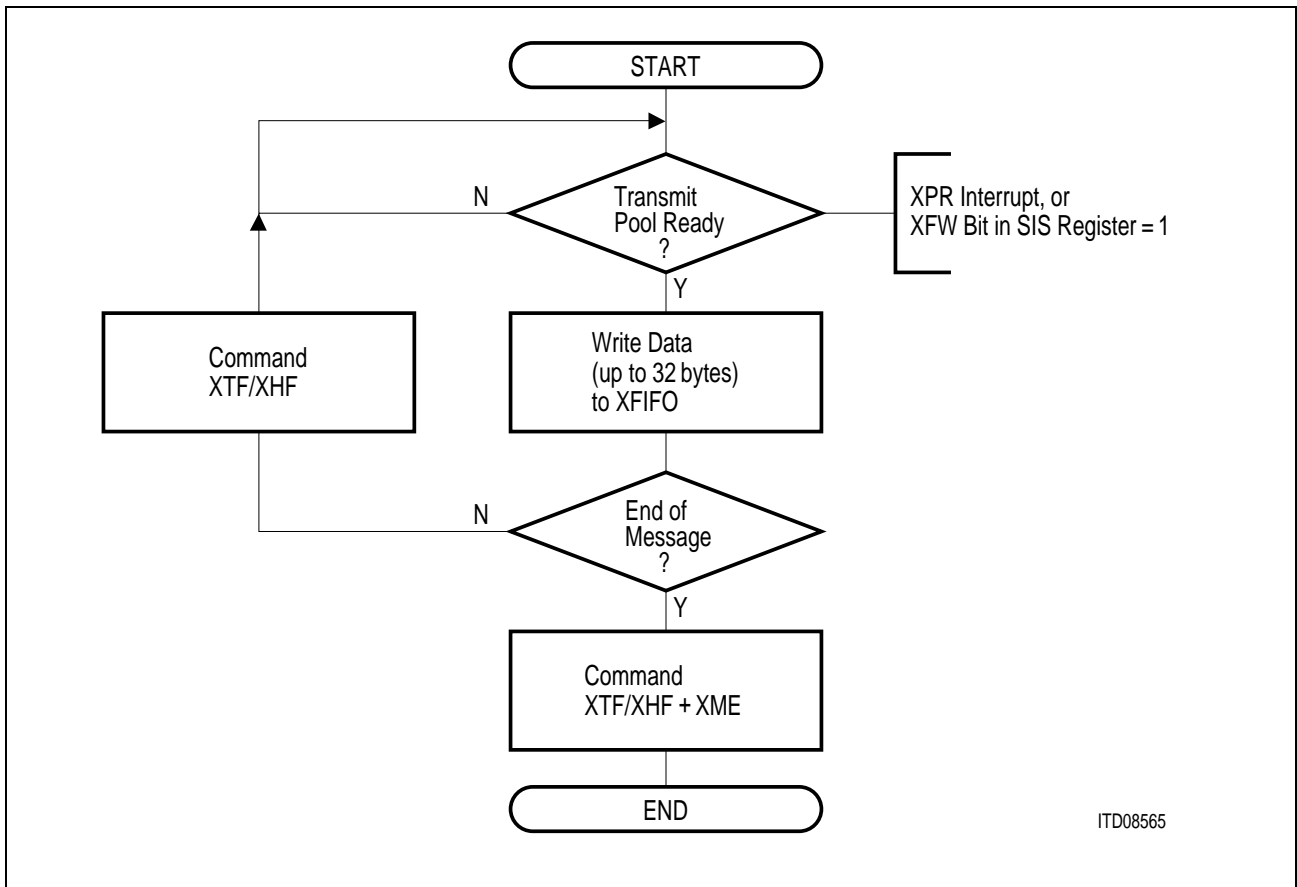 START
N
Transmit
Pool Ready
?
XPR Interrupt, or
XFW Bit in SIS Register = 1
Y
Command
XTF/XHF
Write Data
(up to 32 bytes)
to XFIFO
N
End of
Message
?
Y
Command
XTF/XHF + XME
END
ITD08565